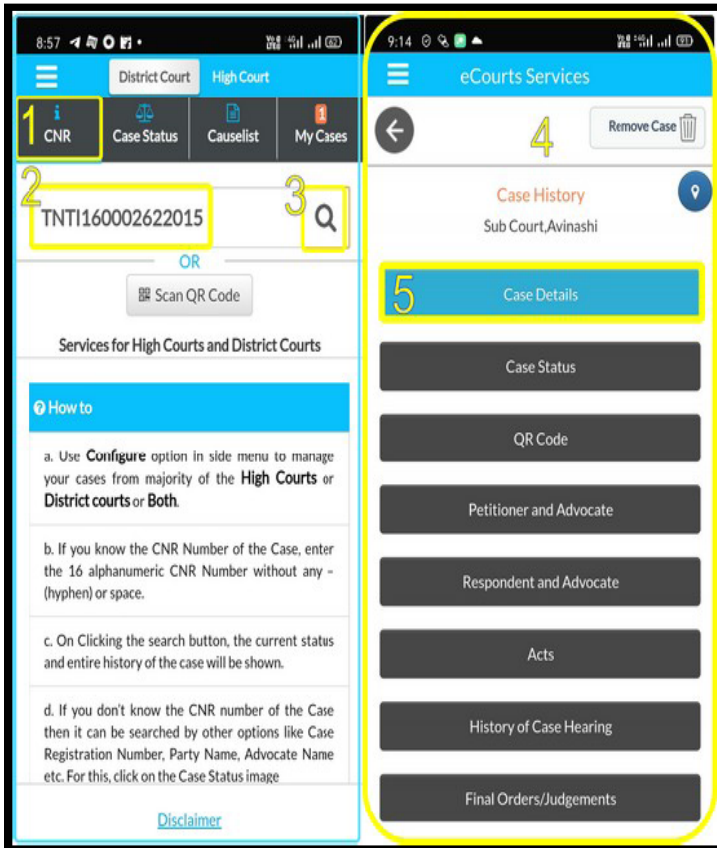 8:57
62
District Court High Court
1 CNR Case Status Causelist 1 My Cases
2 TNTI160002622015 3
OR
Scan QR Code
Services for High Courts and District Courts
How to
a. Use Configure option in side menu to manage
your cases from majority of the High Courts or
District courts or Both.
b. If you know the CNR Number of the Case, enter
the 16 alphanumeric CNR Number without any –
(hyphen) or space.
c. On Clicking the search button, the current status
and entire history of the case will be shown.
d. If you don't know the CNR number of the Case
then it can be searched by other options like Case
Registration Number, Party Name, Advocate Name
etc. For this, click on the Case Status image
Disclaimer
9:14
91
eCourts Services
4 Remove Case
Case History
Sub Court,Avinashi
5 Case Details
Case Status
QR Code
Petitioner and Advocate
Respondent and Advocate
Acts
History of Case Hearing
Final Orders/Judgements